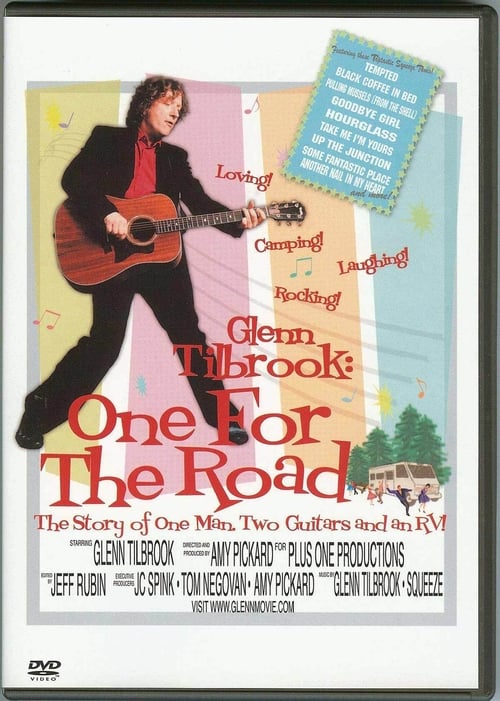 Featuring these Fantastic Squeeze Tunes!
TEMPTED
BLACK COFFEE IN BED
PULLING MUSSELS (FROM THE SHELL)
GOODBYE GIRL
HOURGLASS
TAKE ME I'M YOURS
UP THE JUNCTION
SOME FANTASTIC PLACE
ANOTHER NAIL IN MY HEART
and more!
Loving!
Camping!
Laughing!
Rocking!
Glenn
Tilbrook:
One For
The Road
The Story of One Man, Two Guitars and an RV!
STARRING GLENN TILBROOK DIRECTED AND PRODUCED BY AMY PICKARD FOR PLUS ONE PRODUCTIONS
EDITED BY JEFF RUBIN EXECUTIVE PRODUCERS JC SPINK • TOM NEGOVAN • AMY PICKARD MUSIC BY GLENN TILBROOK • SQUEEZE
VISIT WWW.GLENNMOVIE.COM
DVD
VIDEO